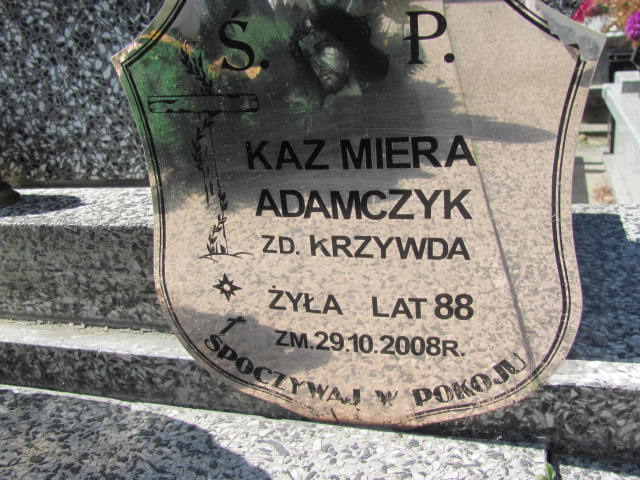 Ś. P.
KAZ MIERA
ADAMCZYK
ZD. KRZYWDA
ŻYŁA LAT 88
ZM.29.10.2008R.
SPOCZYWAJ W POKOJU